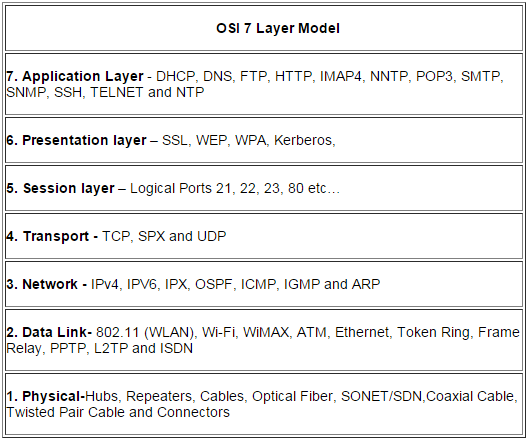 OSI 7 Layer Model
7. Application Layer - DHCP, DNS, FTP, HTTP, IMAP4, NNTP, POP3, SMTP,
SNMP, SSH, TELNET and NTP
6. Presentation layer – SSL, WEP, WPA, Kerberos,
5. Session layer – Logical Ports 21, 22, 23, 80 etc…
4. Transport - TCP, SPX and UDP
3. Network - IPv4, IPV6, IPX, OSPF, ICMP, IGMP and ARP
2. Data Link- 802.11 (WLAN), Wi-Fi, WiMAX, ATM, Ethernet, Token Ring, Frame
Relay, PPTP, L2TP and ISDN
1. Physical-Hubs, Repeaters, Cables, Optical Fiber, SONET/SDN,Coaxial Cable,
Twisted Pair Cable and Connectors